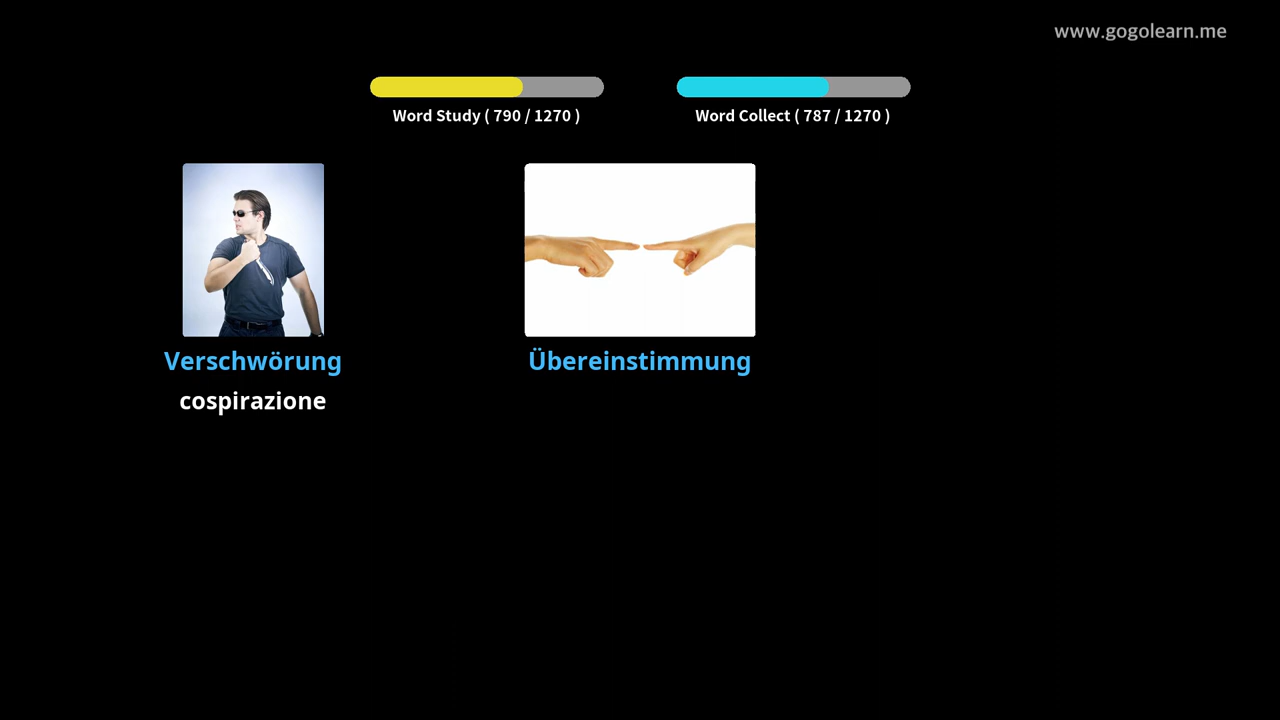 www.gogolearn.me
Word Study ( 790 / 1270 )
Word Collect ( 787 / 1270 )
Verschwörung
cospirazione
Übereinstimmung